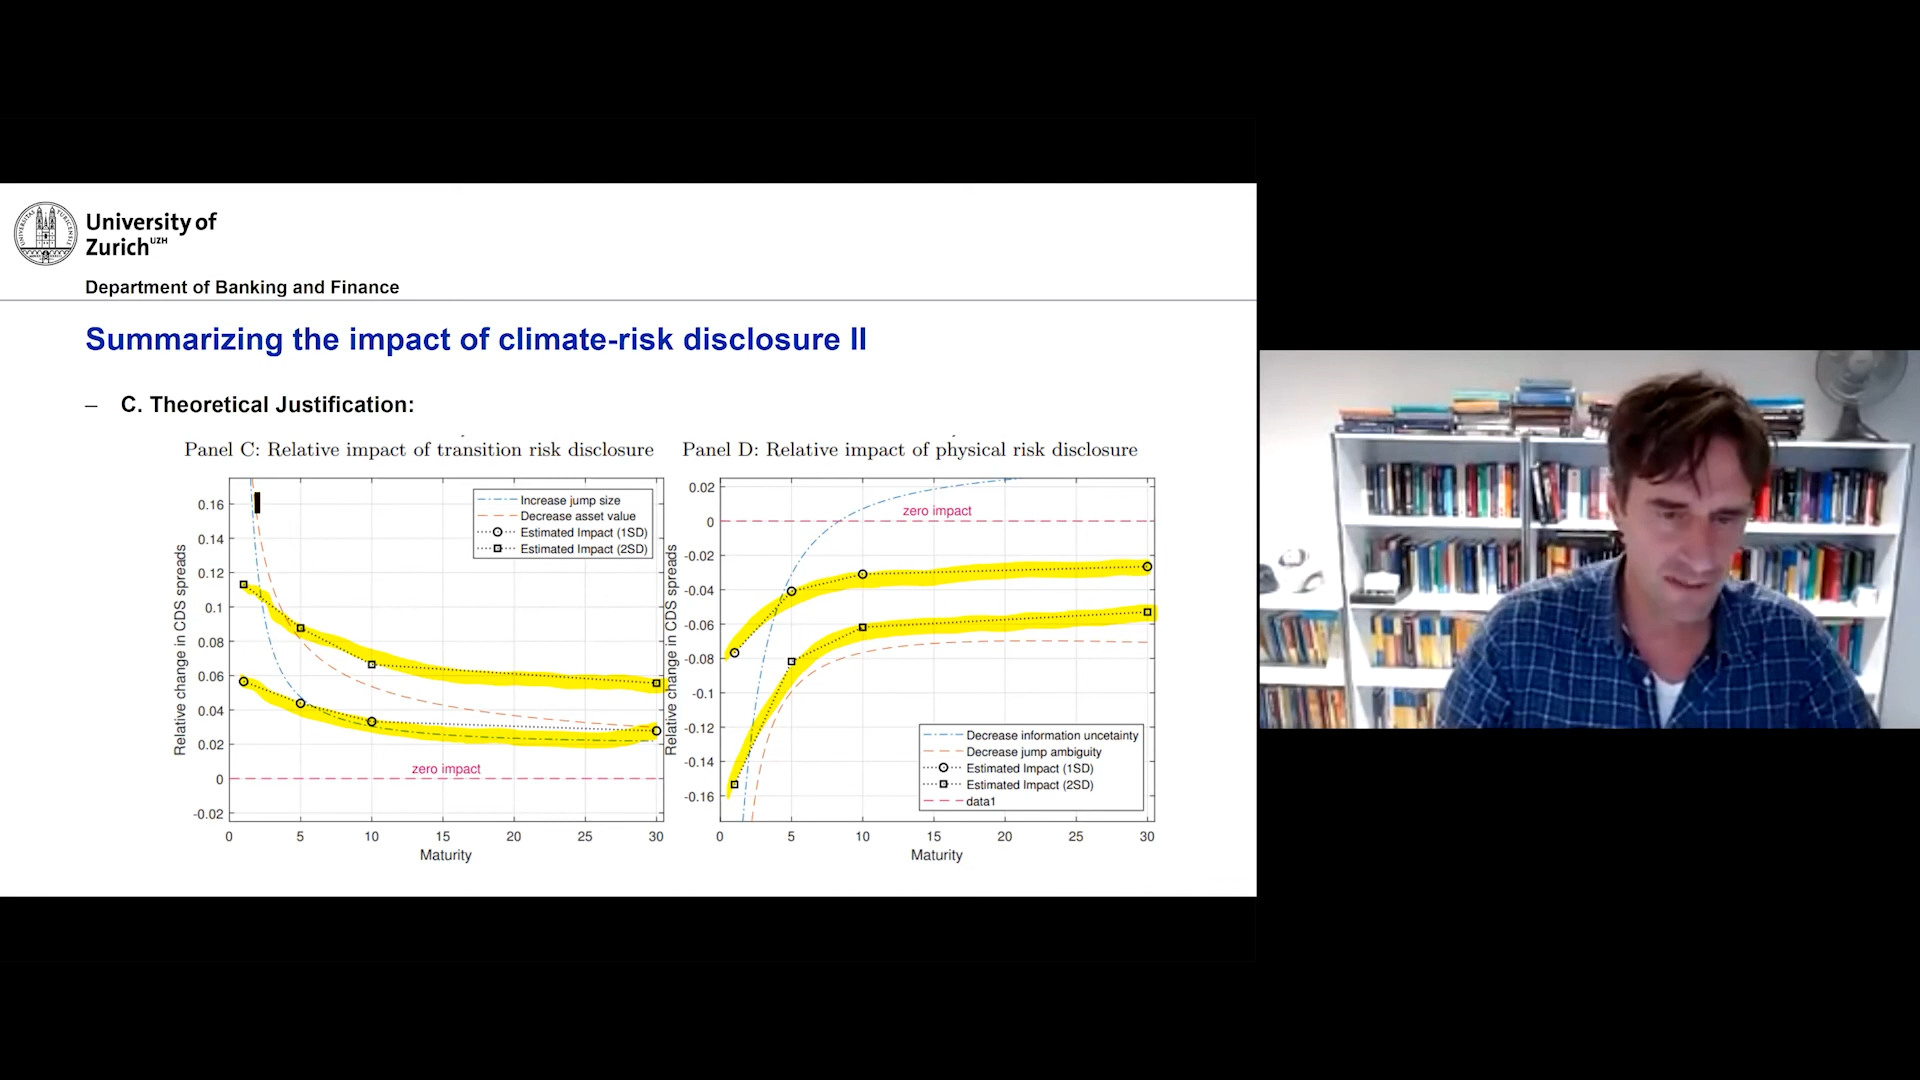 University of
Zurich UZH
Department of Banking and Finance
Summarizing the impact of climate-risk disclosure II
– C. Theoretical Justification:
Panel C: Relative impact of transition risk disclosure
Relative change in CDS spreads
0.16
0.14
0.12
0.1
0.08
0.06
0.04
0.02
0
-0.02
Increase jump size
Decrease asset value
Estimated Impact (1SD)
Estimated Impact (2SD)
zero impact
0 5 10 15 20 25 30
Maturity
Panel D: Relative impact of physical risk disclosure
Relative change in CDS spreads
0.02
0
-0.02
-0.04
-0.06
-0.08
-0.1
-0.12
-0.14
-0.16
zero impact
Decrease information uncetainty
Decrease jump ambiguity
Estimated Impact (1SD)
Estimated Impact (2SD)
data1
0 5 10 15 20 25 30
Maturity